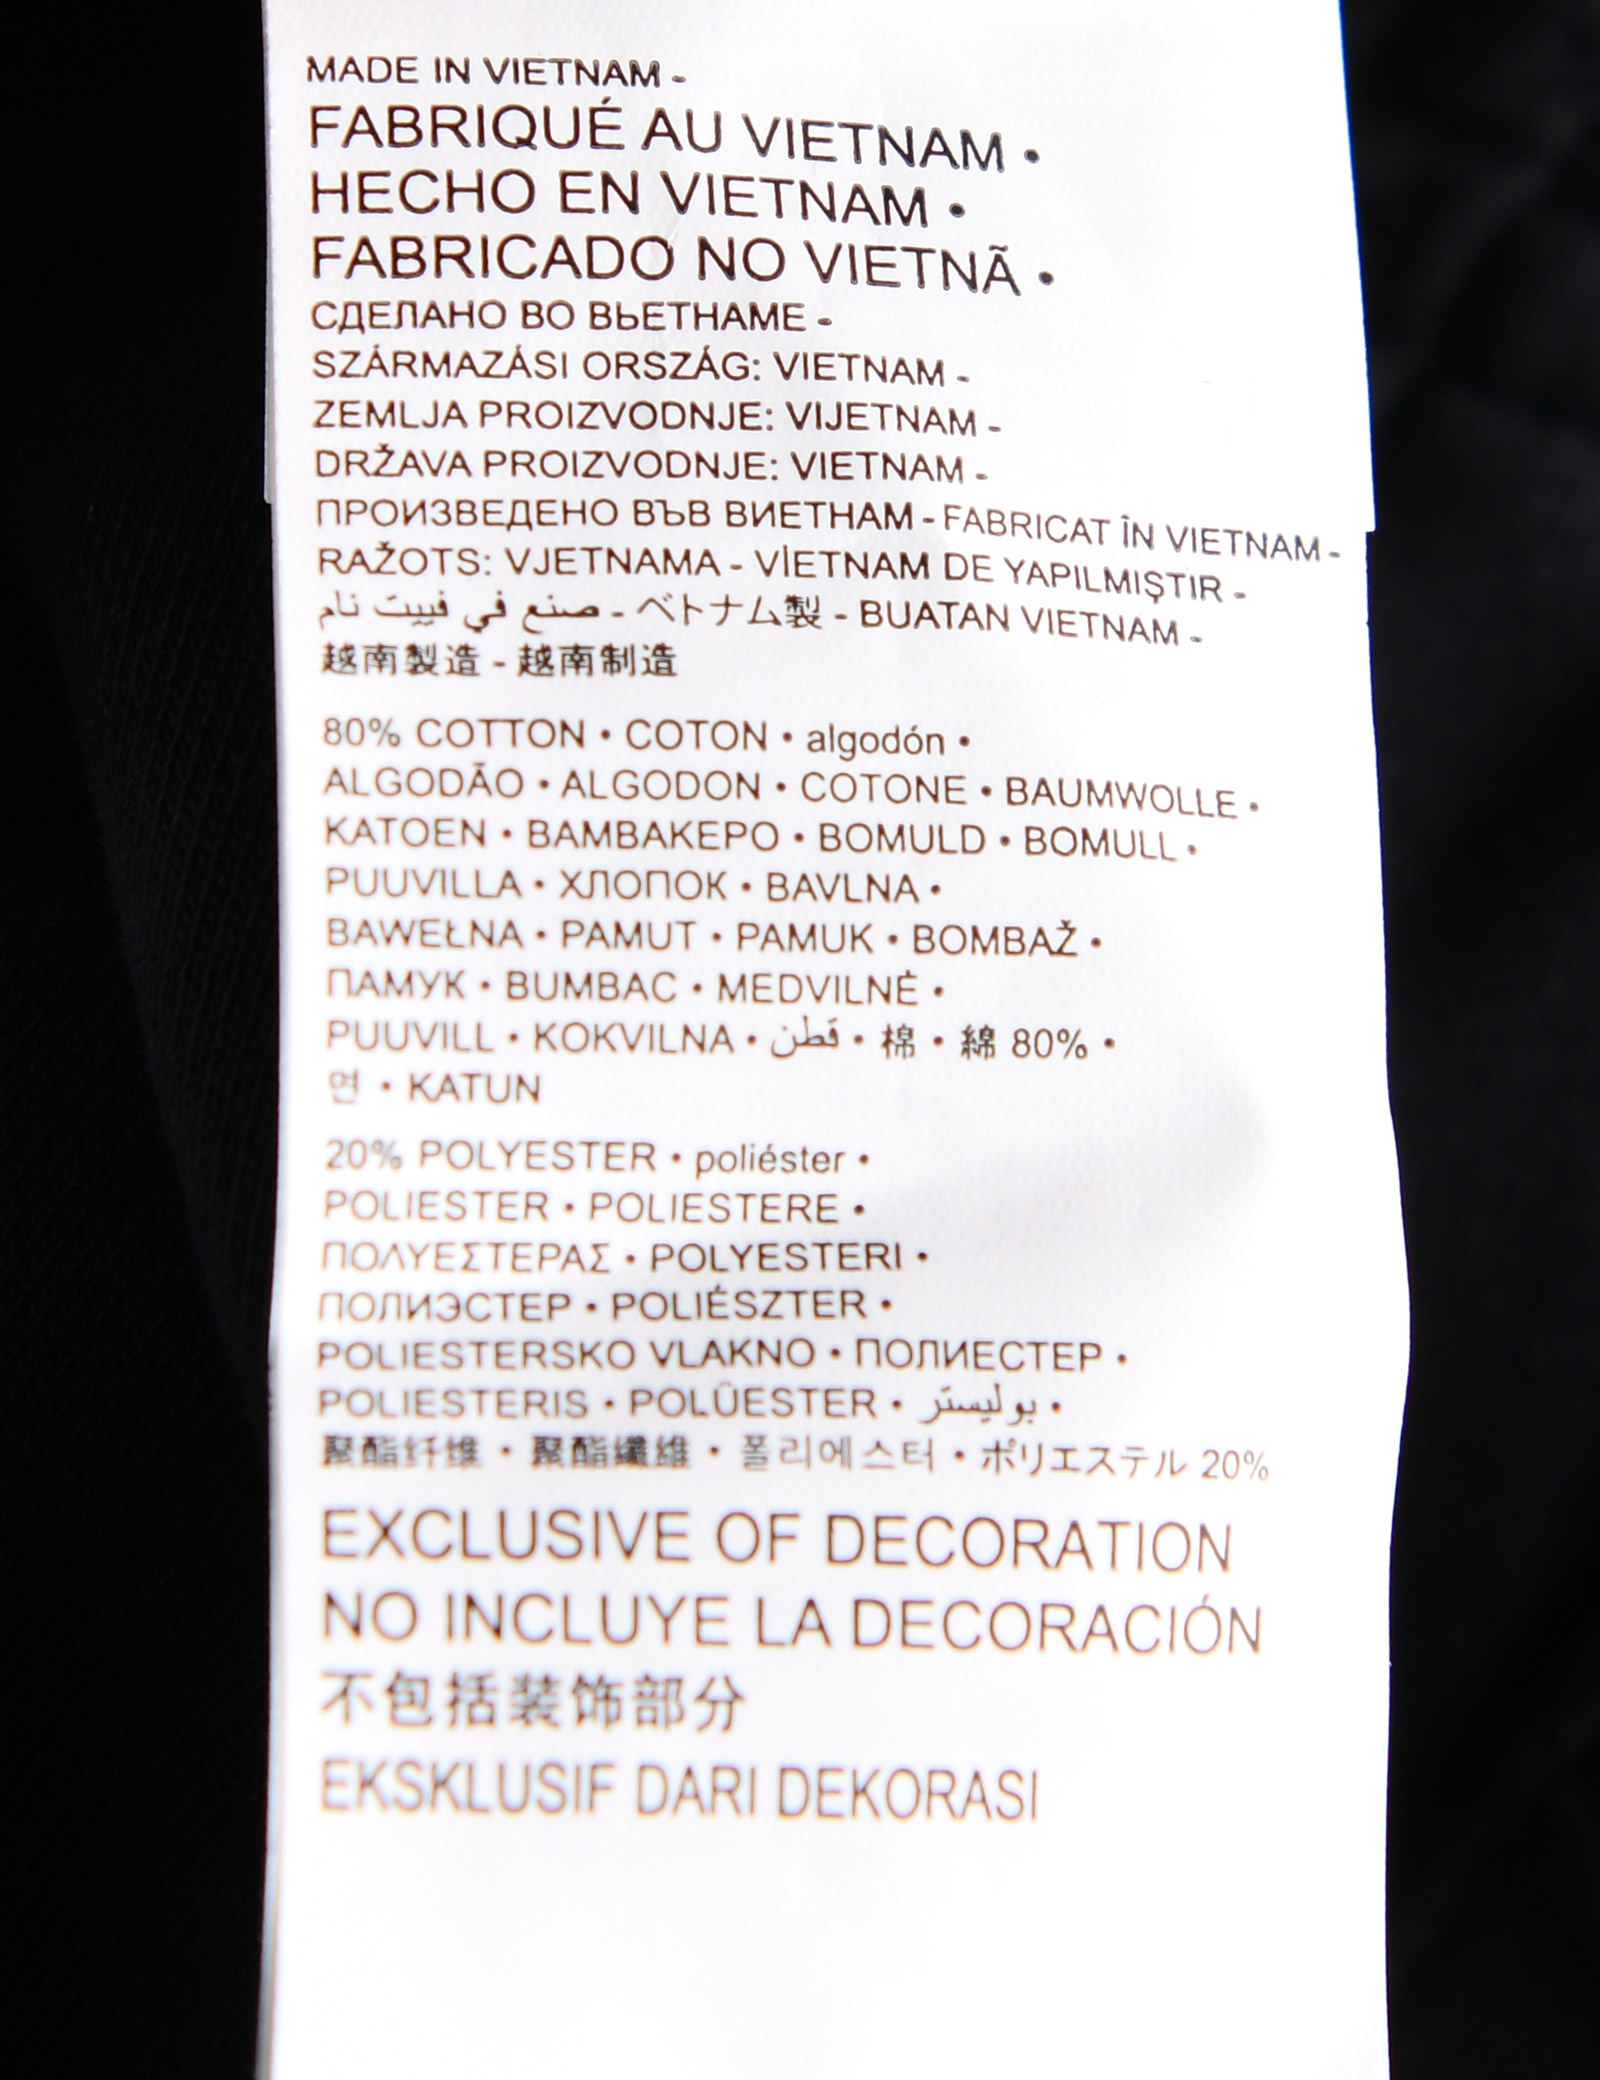 MADE IN VIETNAM -
FABRIQUÉ AU VIETNAM •
HECHO EN VIETNAM •
FABRICADO NO VIETNÃ •
СДЕЛАНО ВО ВЬЕТНАМЕ -
SZÁRMAZÁSI ORSZÁG: VIETNAM -
ZEMLJA PROIZVODNJE: VIJETNAM -
DRŽAVA PROIZVODNJE: VIETNAM -
ПРОИЗВЕДЕНО ВЪВ ВИЕТНАМ - FABRICAT ÎN VIETNAM -
RAŽOTS: VJETNAMA - VİETNAM DE YAPILMIŞTIR -
صنع في فييت نام - ベトナム製 - BUATAN VIETNAM -
越南製造 - 越南制造
80% COTTON • COTON • algodón •
ALGODÃO • ALGODON • COTONE • BAUMWOLLE •
KATOEN • ΒΑΜΒΑΚΕΡΟ • BOMULD • BOMULL •
PUUVILLA • ХЛОПОК • BAVLNA •
BAWEŁNA • PAMUT • PAMUK • BOMBAŽ •
ПАМУК • BUMBAC • MEDVILNĖ •
PUUVILL • KOKVILNA • قطن • 棉 • 綿 80% •
면 • KATUN
20% POLYESTER • poliéster •
POLIESTER • POLIESTERE •
ΠΟΛΥΕΣΤΕΡΑΣ • POLYESTERI •
ПОЛИЭСТЕР • POLIÉSZTER •
POLIESTERSKO VLAKNO • ПОЛИЕСТЕР •
POLIESTERIS • POLÜESTER • بوليستر •
聚酯纤维 • 聚酯纖維 • 폴리에스터 • ポリエステル 20%
EXCLUSIVE OF DECORATION
NO INCLUYE LA DECORACIÓN
不包括装饰部分
EKSKLUSIF DARI DEKORASI